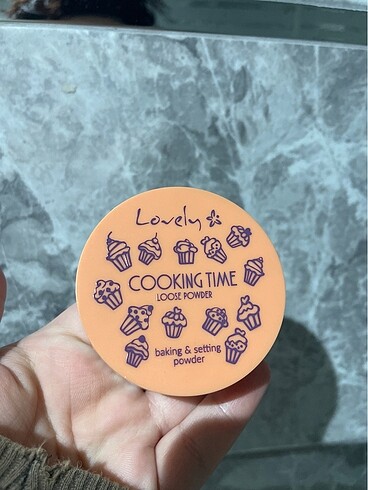 Lovely
COOKING TIME
LOOSE POWDER
baking & setting
powder